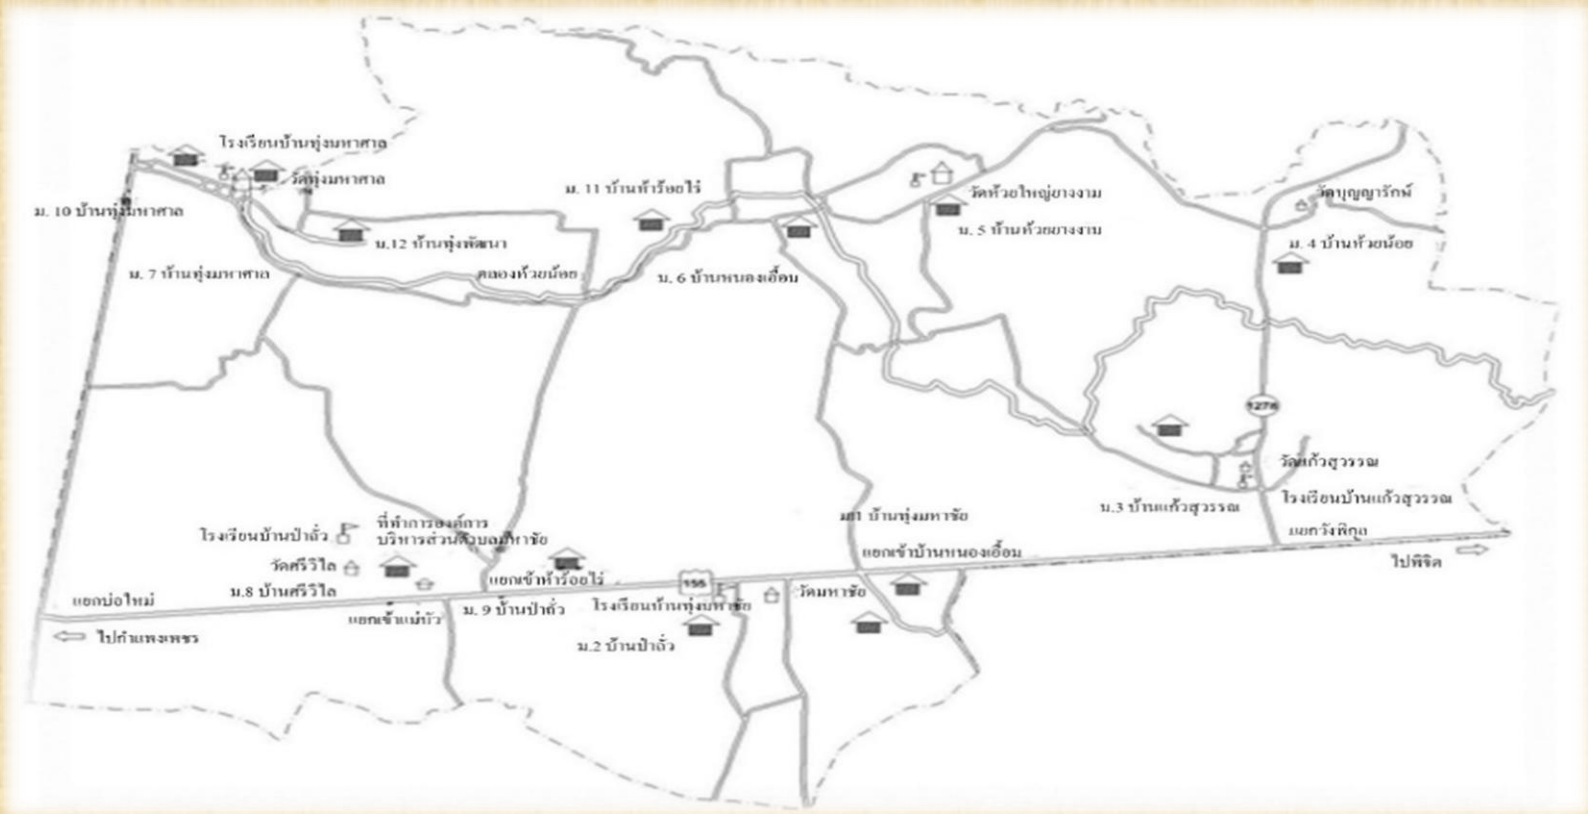 โรงเรียนบ้านทุ่งมหาศาล
วัดทุ่งมหาศาล
ม. 10 บ้านทุ่งมหาศาล
ม. 11 บ้านห้าร้อยไร่
วัดห้วยใหญ่ยางงาม
วัดบุญญารักษ์
ม. 5 บ้านห้วยยางงาม
ม.12 บ้านทุ่งพัฒนา
ม. 4 บ้านห้วยน้อย
ม. 7 บ้านทุ่งมหาศาล
คลองห้วยน้อย
ม. 6 บ้านหนองเอื้อม
1276
วัดแก้วสุวรรณ
โรงเรียนบ้านแก้วสุวรรณ
ม.3 บ้านแก้วสุวรรณ
ม.1 บ้านทุ่งมหาชัย
ที่ทำการองค์การ
บริหารส่วนตำบลมหาชัย
โรงเรียนบ้านป่าถั่ว
แยกวังพิกุล
แยกเข้าบ้านหนองเอื้อม
ไปพิจิต
วัดศรีวิไล
แยกเข้าห้าร้อยไร่
ม.8 บ้านศรีวิไล
แยกบ่อใหม่
วัดมหาชัย
ม. 9 บ้านป่าถั่ว
โรงเรียนบ้านทุ่งมหาชัย
แยกเข้าแม่บัว
ไปกำแพงเพชร
ม.2 บ้านป่าถั่ว